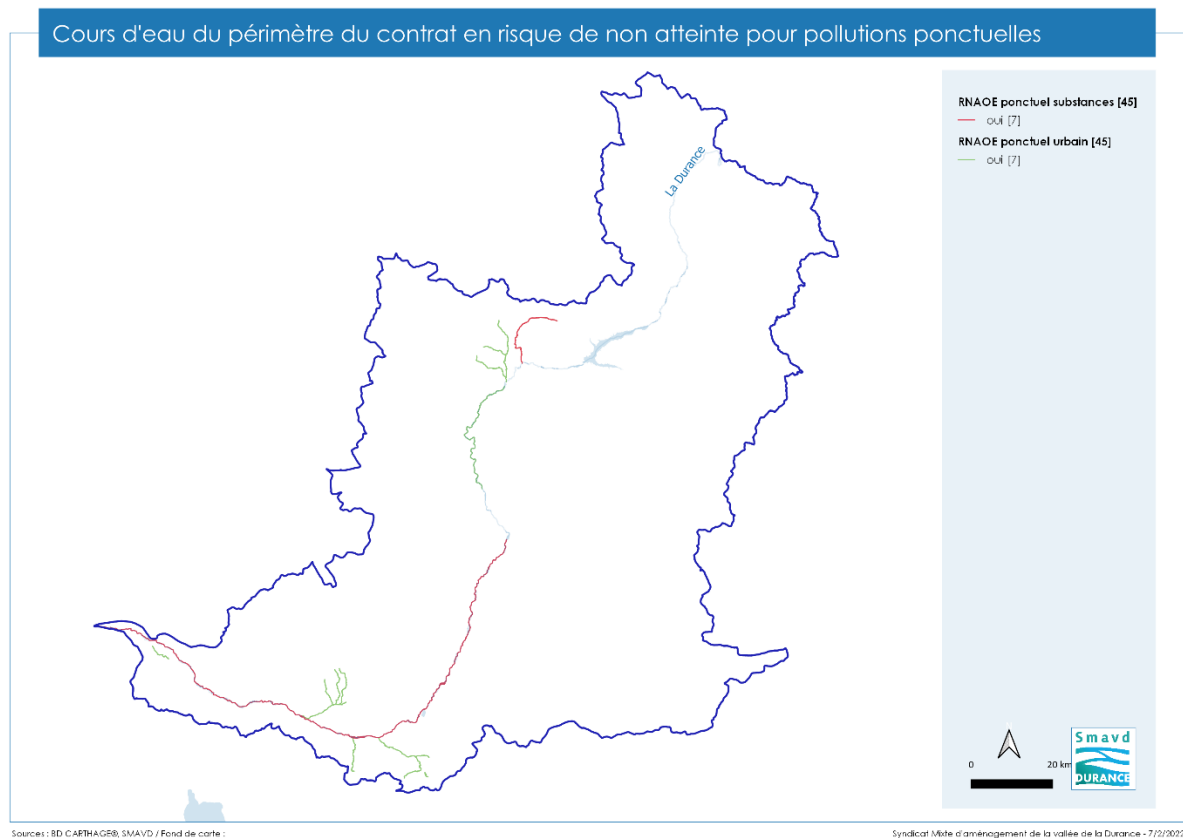 Cours d'eau du périmètre du contrat en risque de non atteinte pour pollutions ponctuelles
RNAOE ponctuel substances [45]
oui [7]
RNAOE ponctuel urbain [45]
oui [7]
La Durance
0 20 km
Smavd
DURANCE
Sources : BD CARTHAGE®, SMAVD / Fond de carte :
Syndicat Mixte d'aménagement de la vallée de la Durance - 7/2/2022